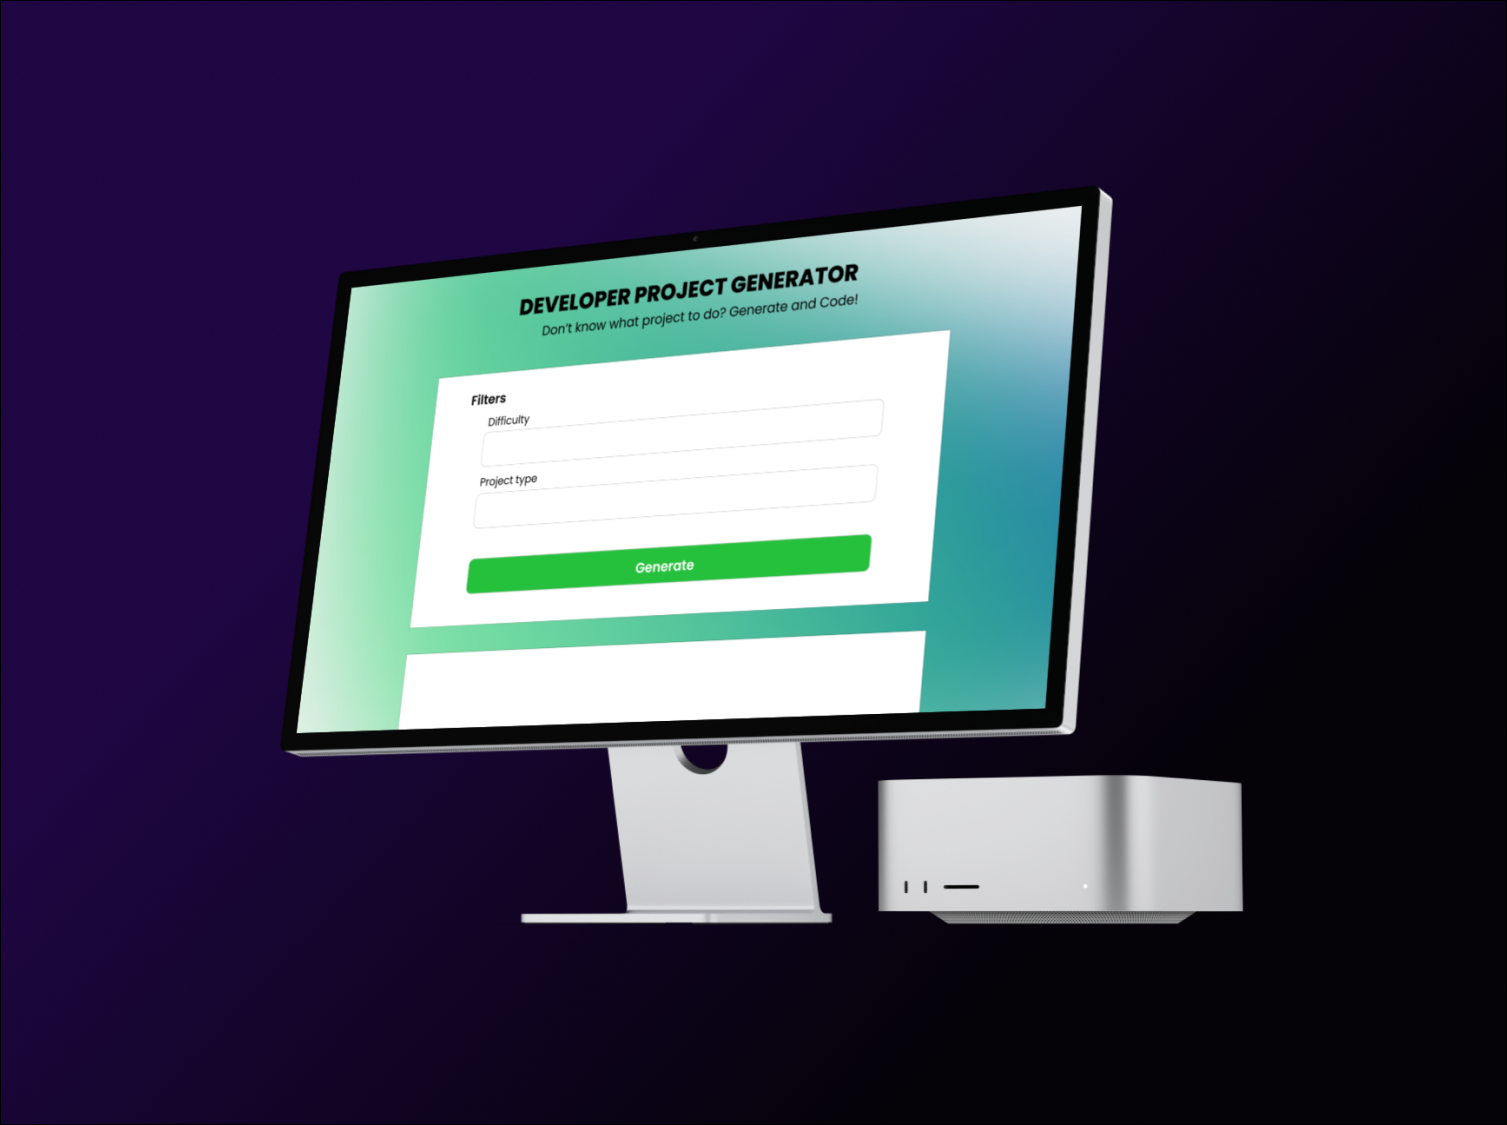 DEVELOPER PROJECT GENERATOR
Don't know what project to do? Generate and Code!
Filters
Difficulty
Project type
Generate